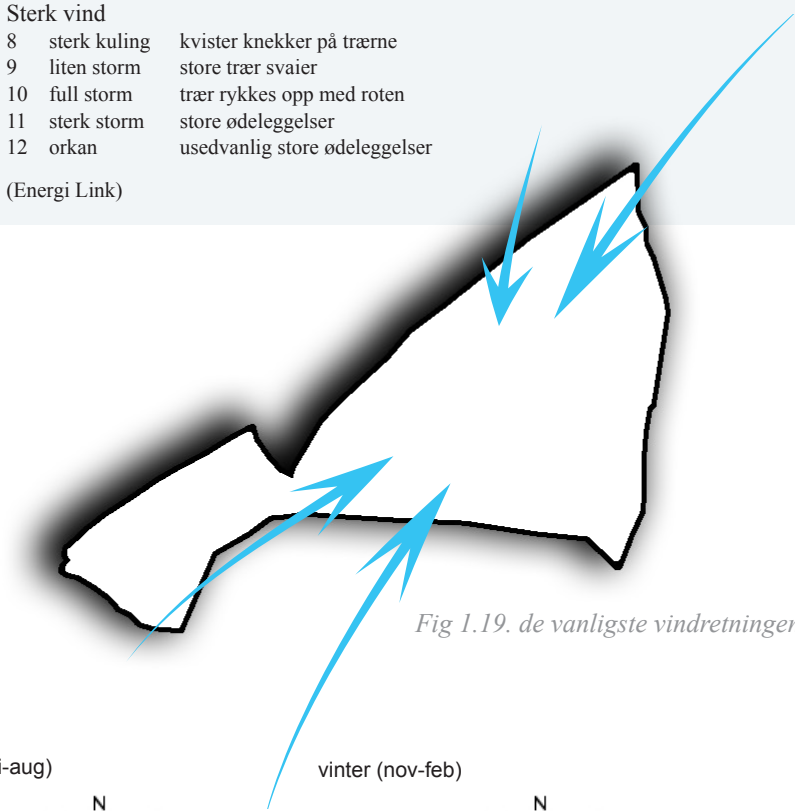 Sterk vind
8 sterk kuling kvister knekker på trærne
9 liten storm store trær svaier
10 full storm trær rykkes opp med roten
11 sterk storm store ødeleggelser
12 orkan usedvanlig store ødeleggelser
(Energi Link)
Fig 1.19. de vanligste vindretninger
i-aug) vinter (nov-feb)
N N